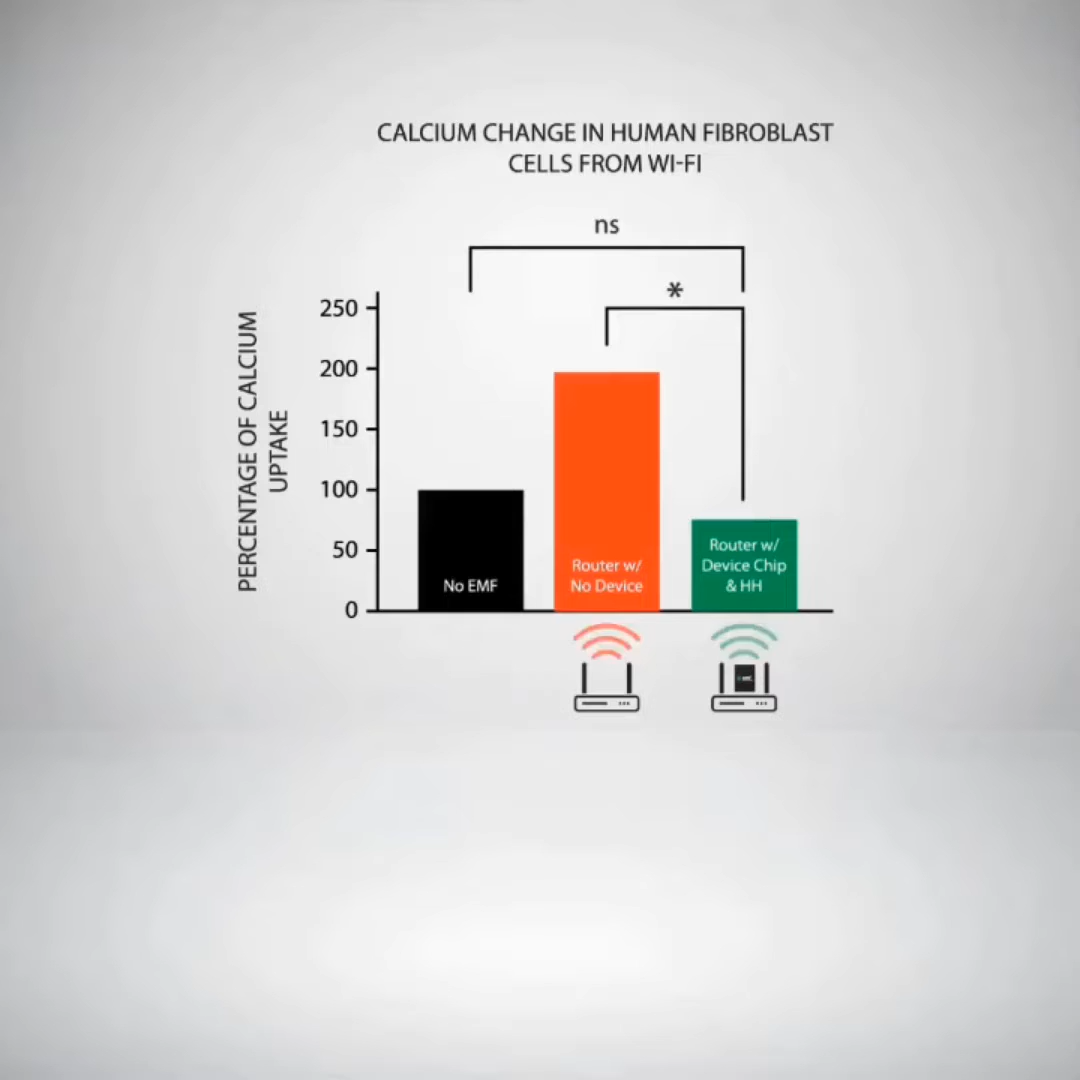 CALCIUM CHANGE IN HUMAN FIBROBLAST
CELLS FROM WI-FI
ns
*
PERCENTAGE OF CALCIUM
UPTAKE
250
200
150
100
50
0
No EMF
Router w/
No Device
Router w/
Device Chip
& HH